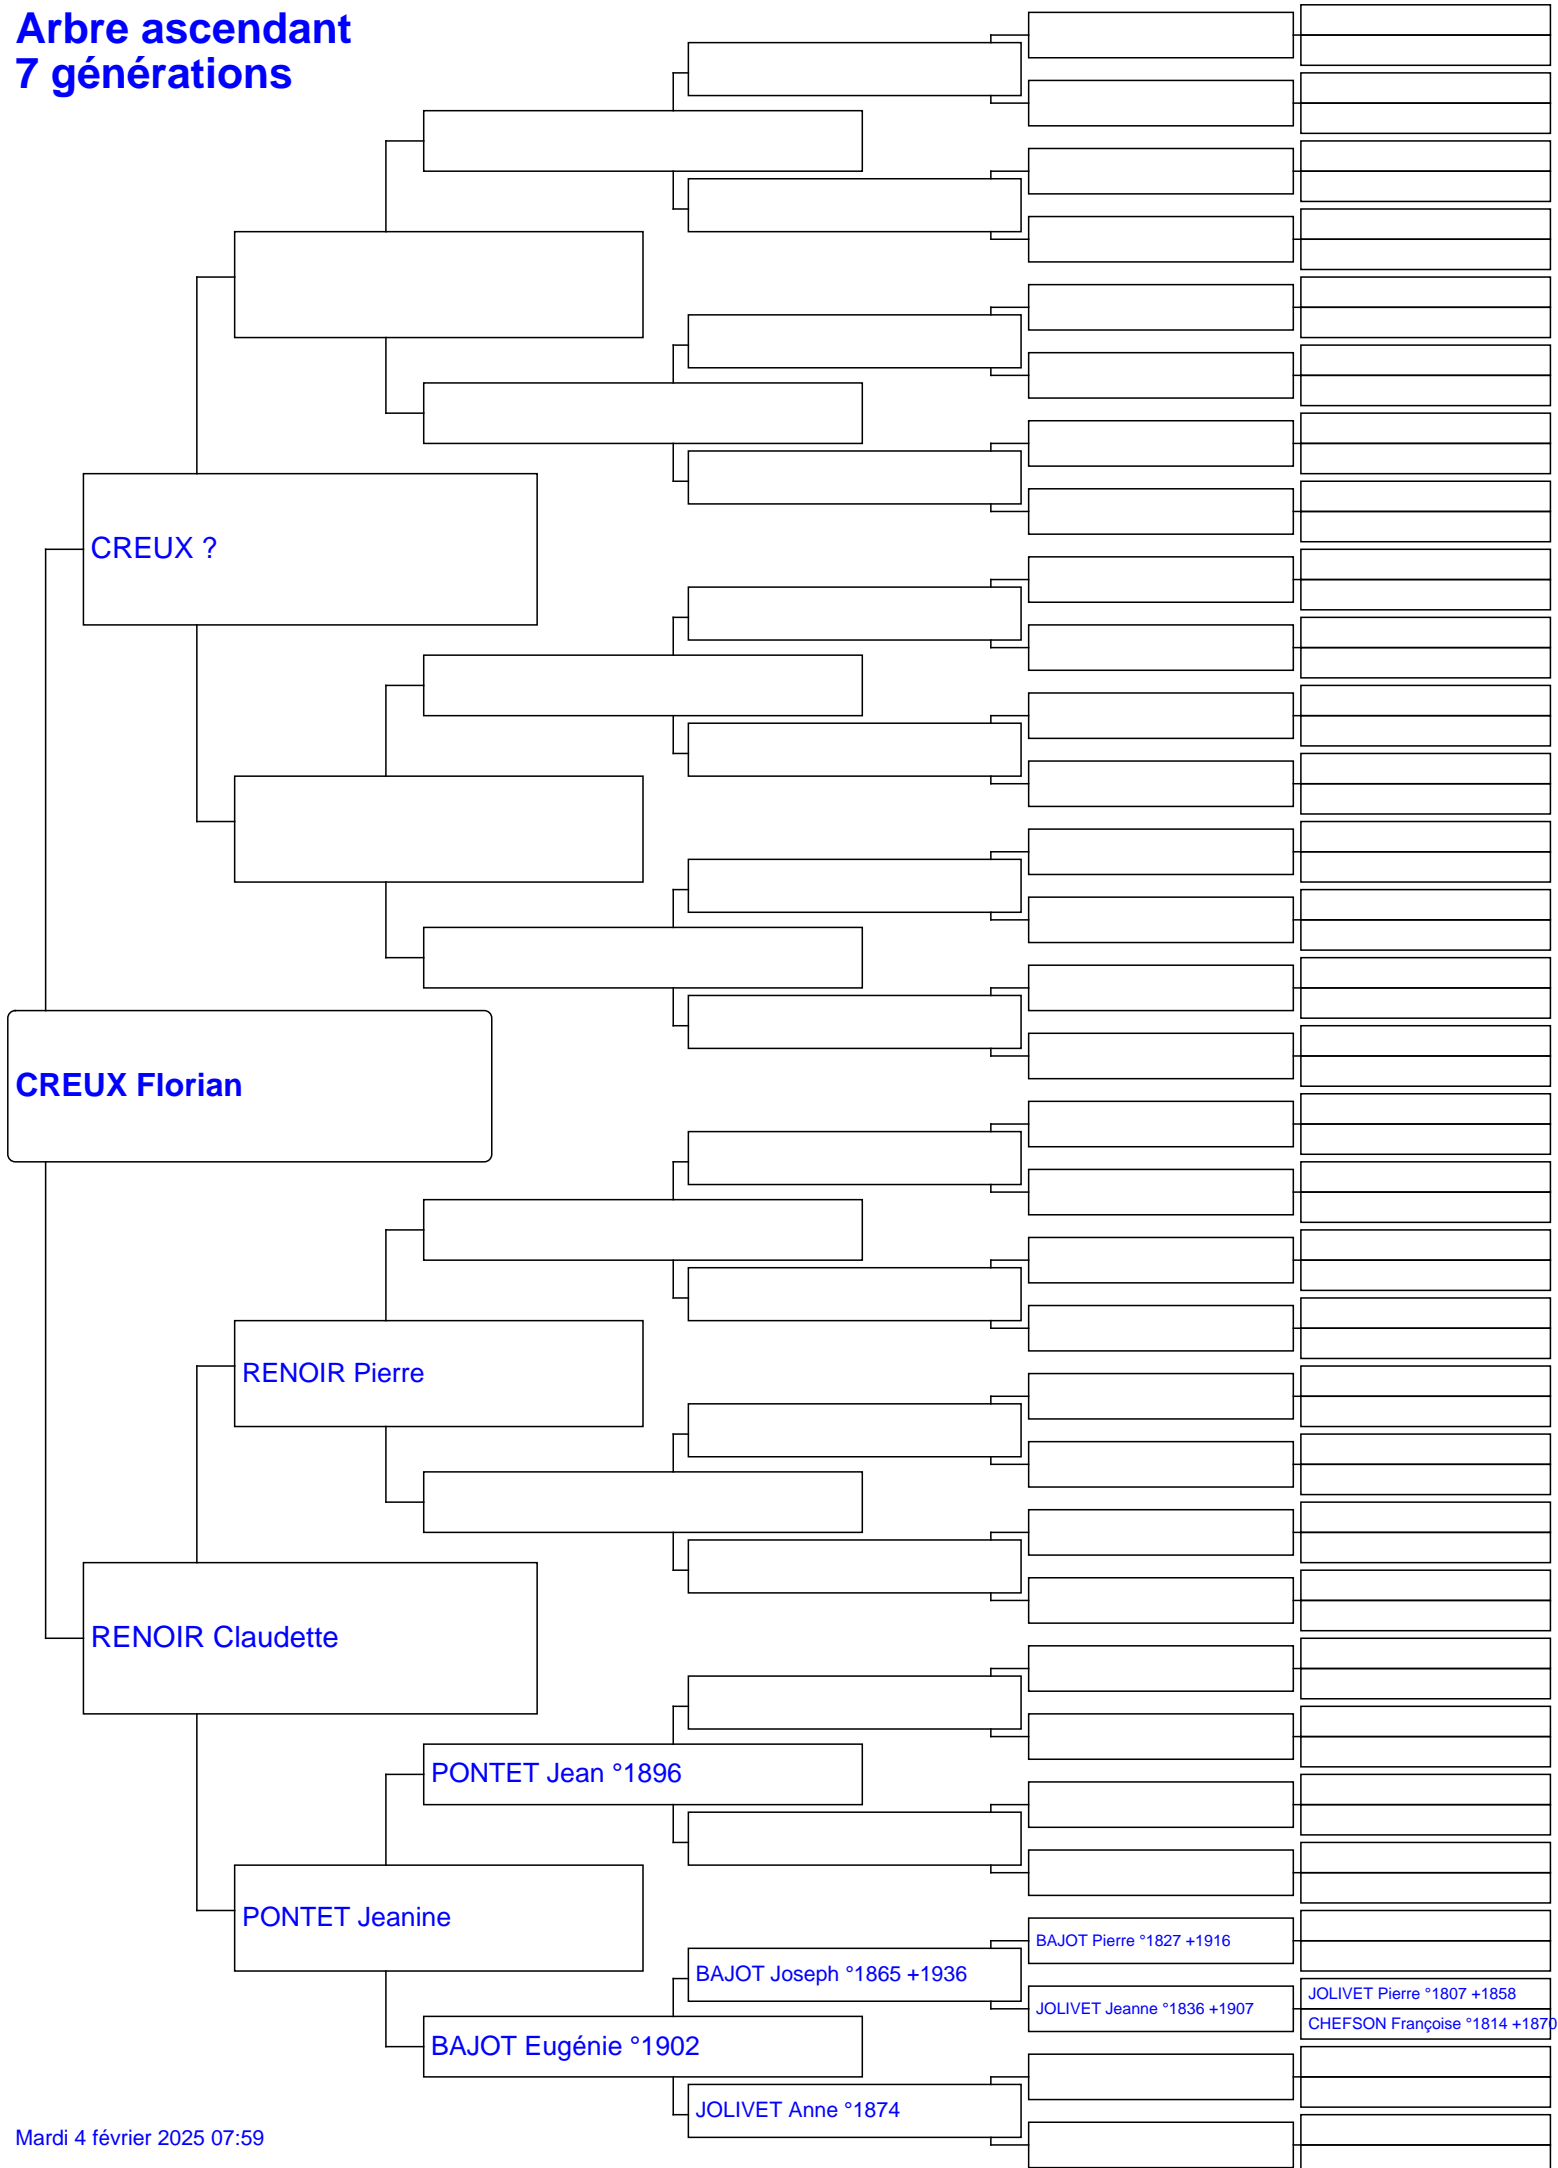 Arbre ascendant
7 générations
CREUX ?
CREUX Florian
RENOIR Pierre
RENOIR Claudette
PONTET Jean °1896
PONTET Jeanine
BAJOT Pierre °1827 +1916
BAJOT Joseph °1865 +1936
JOLIVET Pierre °1807 +1858
JOLIVET Jeanne °1836 +1907
CHEFSON Françoise °1814 +1870
BAJOT Eugénie °1902
JOLIVET Anne °1874
Mardi 4 février 2025 07:59